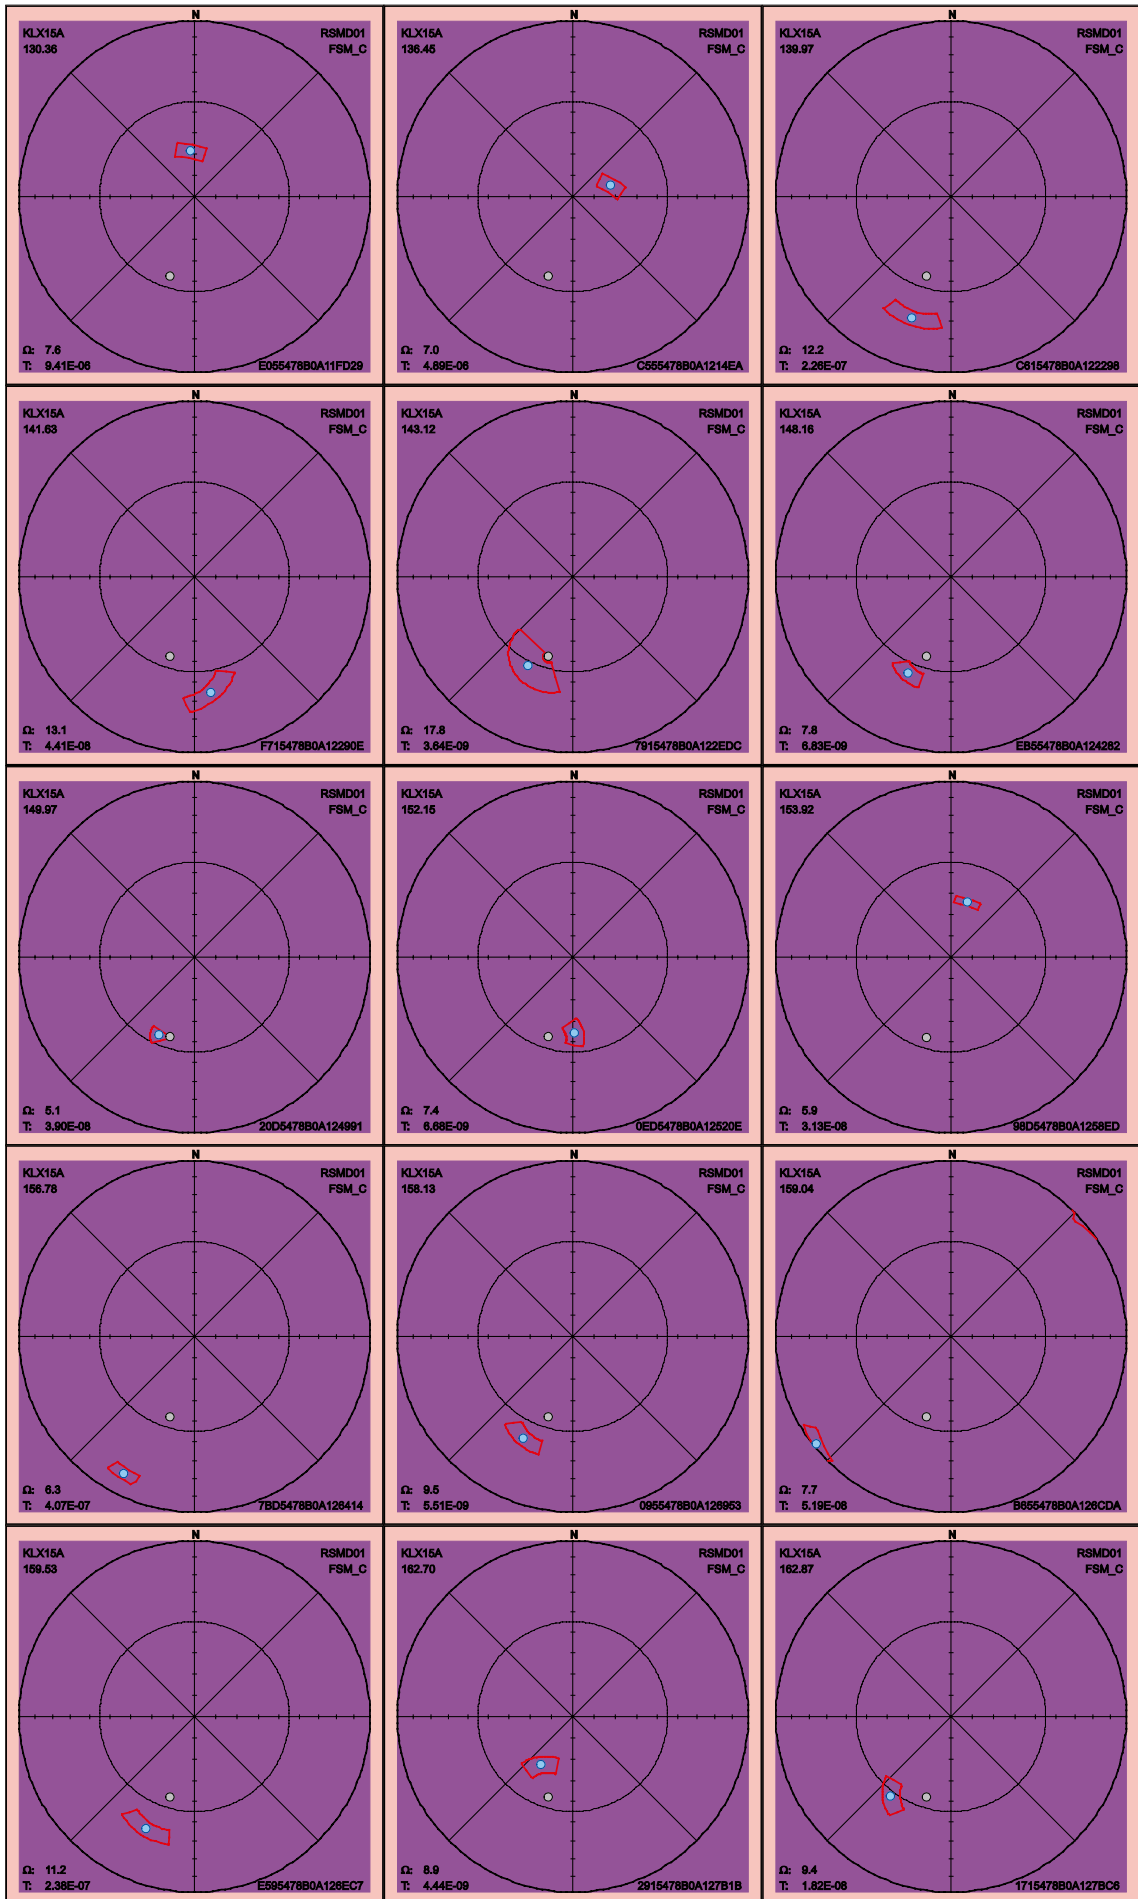 N
KLX15A RSMD01
130.36 FSM_C
Ω: 7.6
T: 9.41E-06 E055478B0A11FD29
N
KLX15A RSMD01
136.45 FSM_C
Ω: 7.0
T: 4.89E-06 C555478B0A1214EA
N
KLX15A RSMD01
139.97 FSM_C
Ω: 12.2
T: 2.26E-07 C615478B0A122298
N
KLX15A RSMD01
141.63 FSM_C
Ω: 13.1
T: 4.41E-08 F715478B0A12290E
N
KLX15A RSMD01
143.12 FSM_C
Ω: 17.8
T: 3.64E-09 7915478B0A122EDC
N
KLX15A RSMD01
148.16 FSM_C
Ω: 7.8
T: 6.83E-09 EB55478B0A124282
N
KLX15A RSMD01
149.97 FSM_C
Ω: 5.1
T: 3.90E-08 20D5478B0A124991
N
KLX15A RSMD01
152.15 FSM_C
Ω: 7.4
T: 6.68E-09 0ED5478B0A12520E
N
KLX15A RSMD01
153.92 FSM_C
Ω: 5.9
T: 3.13E-08 98D5478B0A1258ED
N
KLX15A RSMD01
156.78 FSM_C
Ω: 6.3
T: 4.07E-07 7BD5478B0A126414
N
KLX15A RSMD01
158.13 FSM_C
Ω: 9.5
T: 5.51E-09 0955478B0A126953
N
KLX15A RSMD01
159.04 FSM_C
Ω: 7.7
T: 5.19E-08 B655478B0A126CDA
N
KLX15A RSMD01
159.53 FSM_C
Ω: 11.2
T: 2.38E-07 E595478B0A126EC7
N
KLX15A RSMD01
162.70 FSM_C
Ω: 8.9
T: 4.44E-09 2915478B0A127B1B
N
KLX15A RSMD01
162.87 FSM_C
Ω: 9.4
T: 1.82E-06 1715478B0A127BC6